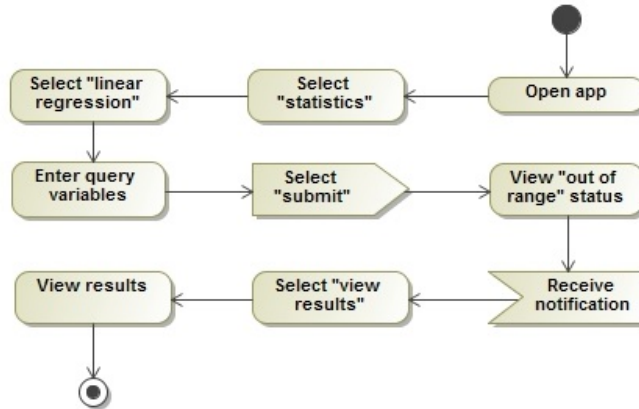 Open app
Select
"statistics"
Select "linear
regression"
Enter query
variables
Select
"submit"
View "out of
range" status
Receive
notification
Select "view
results"
View results